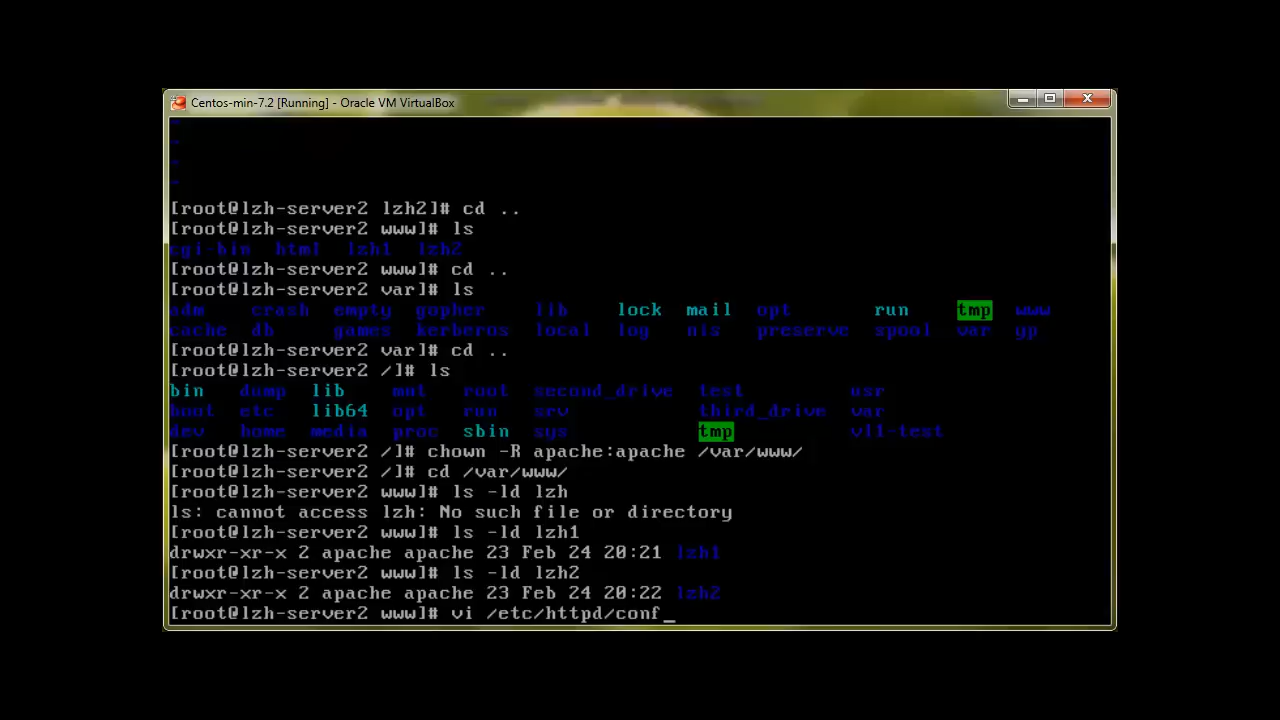 Centos-min-7.2 [Running] - Oracle VM VirtualBox
~
~
~
~
[root@lzh-server2 lzh2]# cd ..
[root@lzh-server2 www]# ls
cgi-bin html lzh1 lzh2
[root@lzh-server2 www]# cd ..
[root@lzh-server2 var]# ls
adm crash empty gopher lib lock mail opt run tmp www
cache db games kerberos local log nis preserve spool var yp
[root@lzh-server2 var]# cd ..
[root@lzh-server2 /]# ls
bin dump lib mnt root second_drive test usr
boot etc lib64 opt run srv third_drive var
dev home media proc sbin sys tmp vl1-test
[root@lzh-server2 /]# chown -R apache:apache /var/www/
[root@lzh-server2 /]# cd /var/www/
[root@lzh-server2 www]# ls -ld lzh
ls: cannot access lzh: No such file or directory
[root@lzh-server2 www]# ls -ld lzh1
drwxr-xr-x 2 apache apache 23 Feb 24 20:21 lzh1
[root@lzh-server2 www]# ls -ld lzh2
drwxr-xr-x 2 apache apache 23 Feb 24 20:22 lzh2
[root@lzh-server2 www]# vi /etc/httpd/conf_